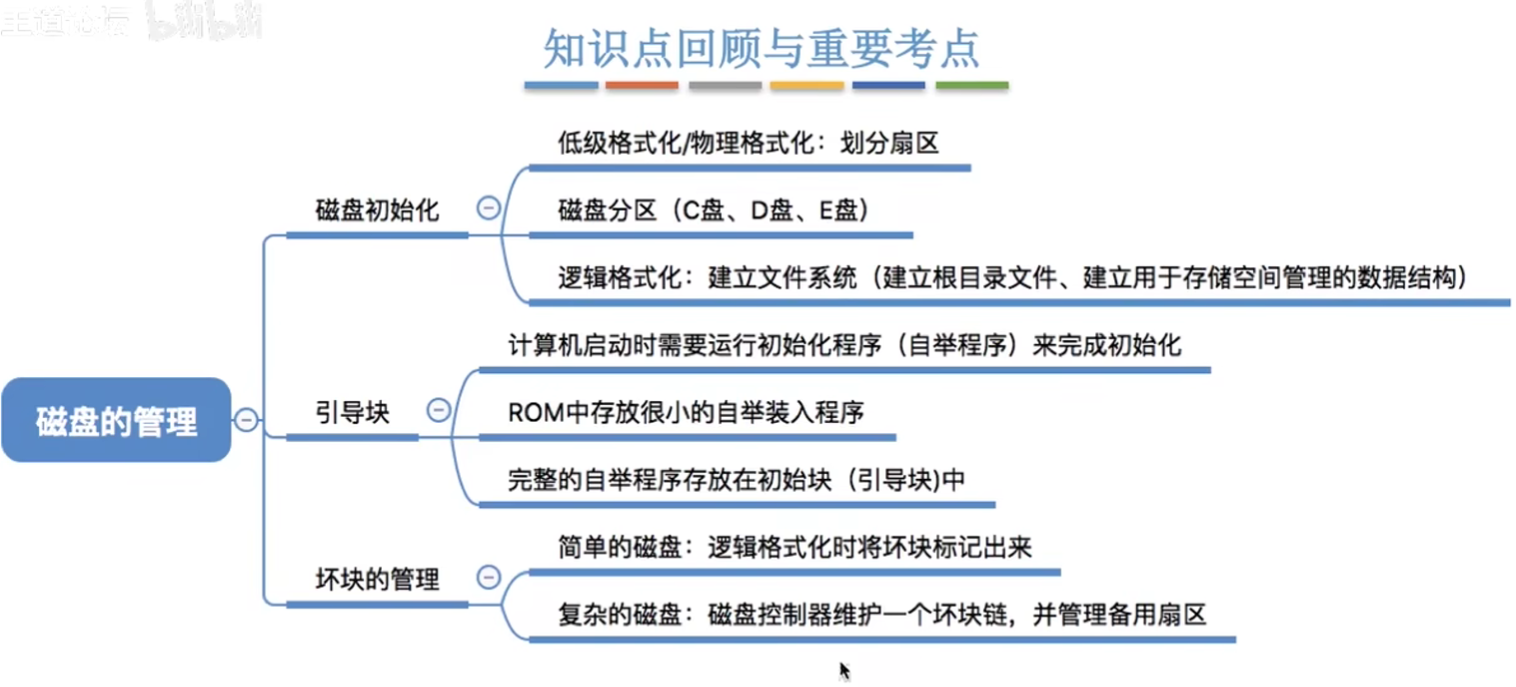 王道论坛 bilibili
知识点回顾与重要考点
低级格式化/物理格式化：划分扇区
磁盘初始化
磁盘分区（C盘、D盘、E盘）
逻辑格式化：建立文件系统（建立根目录文件、建立用于存储空间管理的数据结构）
计算机启动时需要运行初始化程序（自举程序）来完成初始化
磁盘的管理
引导块
ROM中存放很小的自举装入程序
完整的自举程序存放在初始块（引导块)中
简单的磁盘：逻辑格式化时将坏块标记出来
坏块的管理
复杂的磁盘：磁盘控制器维护一个坏块链，并管理备用扇区